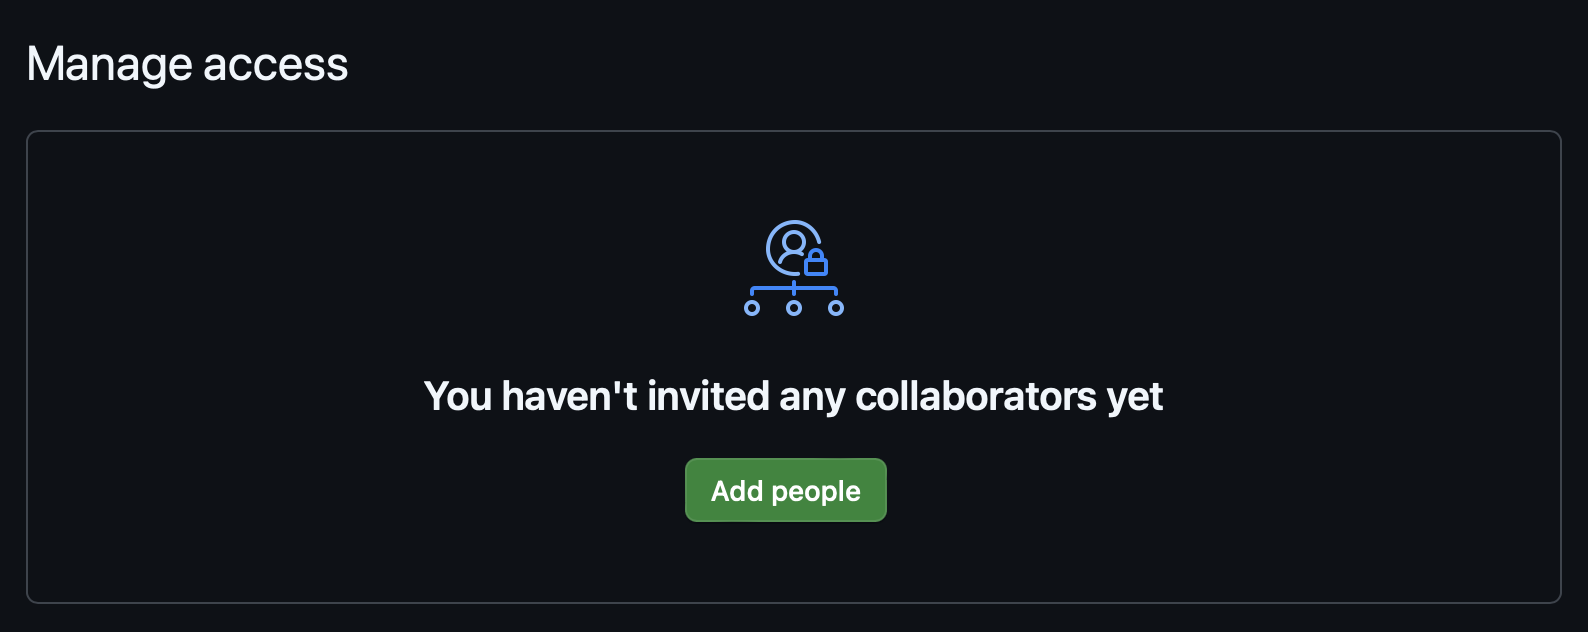 Manage access
You haven't invited any collaborators yet
Add people